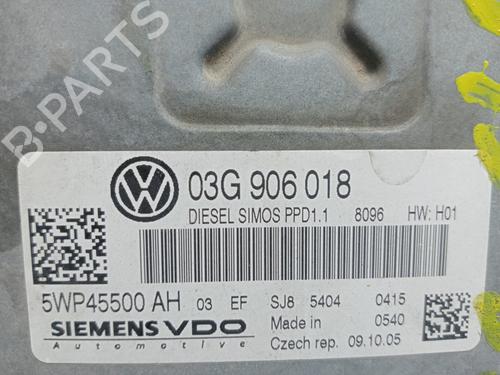 B-PARTS
03G 906 018
DIESEL SIMOS PPD1.1 8096 HW: H01
5WP45500 AH 03 EF SJ8 5404 0415
SIEMENS VDO Made in 0540
Automotive Czech rep. 09.10.05